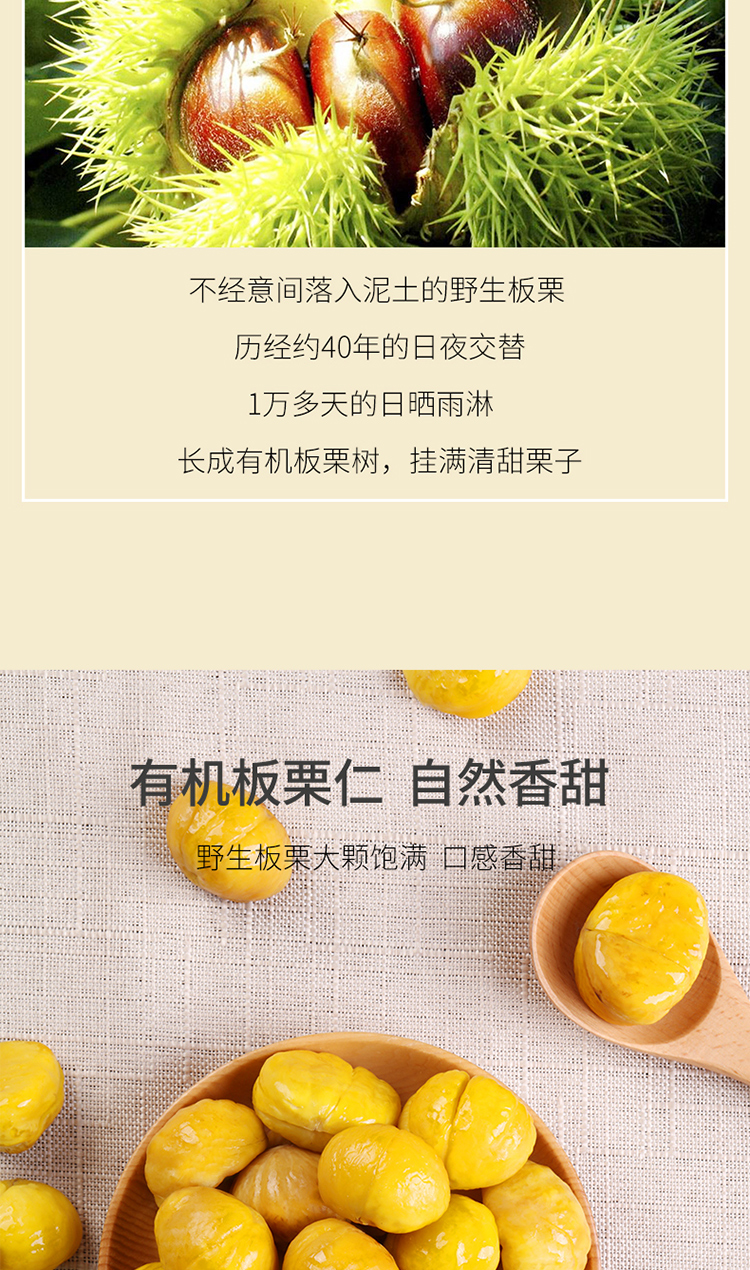 不经意间落入泥土的野生板栗
历经约40年的日夜交替
1万多天的日晒雨淋
长成有机板栗树，挂满清甜栗子
有机板栗仁 自然香甜
野生板栗大颗饱满 口感香甜